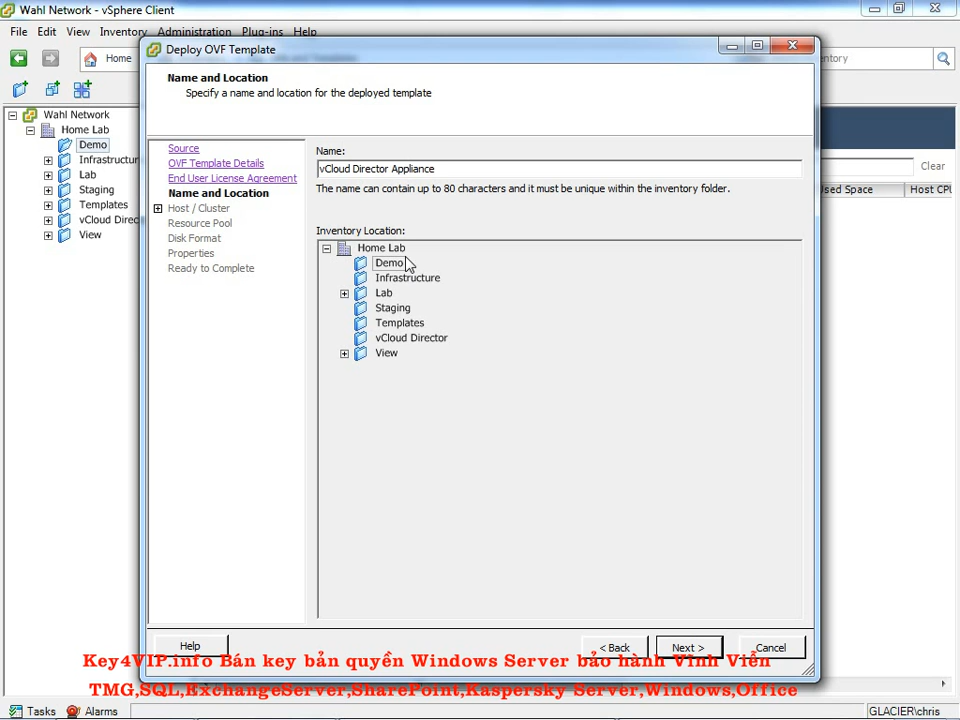 Wahl Network - vSphere Client
File Edit View Inventory Administration Plug-ins Help
Home
Wahl Network
Home Lab
Demo
Infrastructur
Lab
Staging
Templates
vCloud Direc
View
Deploy OVF Template
Name and Location
Specify a name and location for the deployed template
Source
OVF Template Details
End User License Agreement
Name and Location
Host / Cluster
Resource Pool
Disk Format
Properties
Ready to Complete
Name:
vCloud Director Appliance
The name can contain up to 80 characters and it must be unique within the inventory folder.
Inventory Location:
Home Lab
Demo
Infrastructure
Lab
Staging
Templates
vCloud Director
View
Help
< Back
Next >
Cancel
entory
Clear
Used Space
Host CPU
Key4VIP.info Bán key bản quyền Windows Server bảo hành Vĩnh Viễn
TMG,SQL,ExchangeServer,SharePoint,Kaspersky Server,Windows,Office
Tasks
Alarms
GLACIER\chris